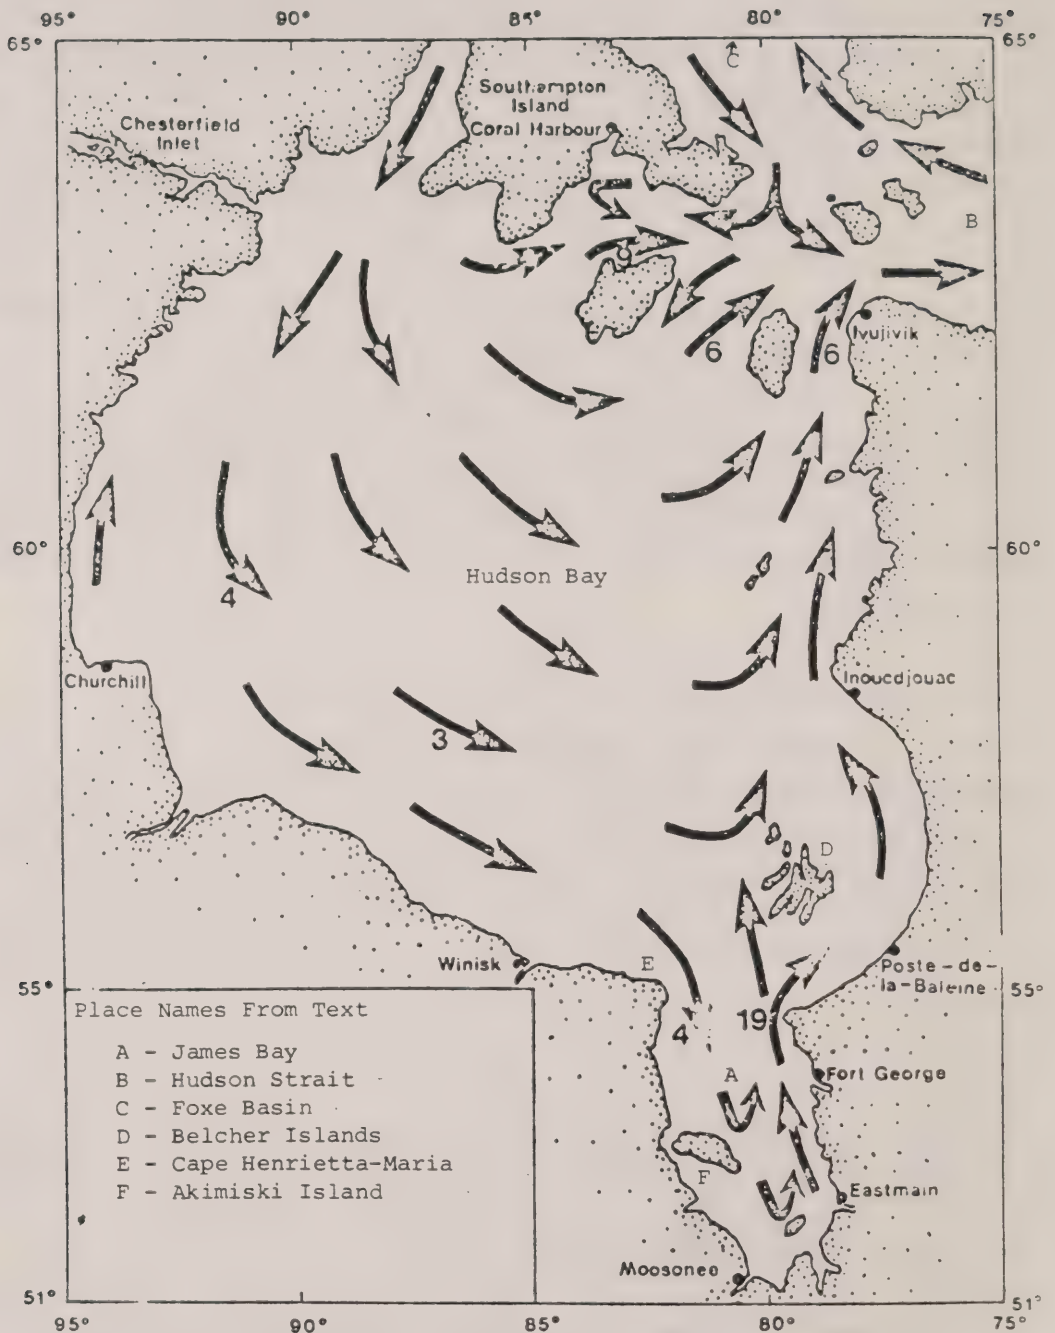 95° 90° 85° 80° 75°
65° 65°
C
Southampton
Island
Coral Harbour
Chesterfield
Inlet
B
9
Ivujivik
6 6
60° 60°
Hudson Bay
4
Churchill
Inoucdjouac
3
D
Winisk
E
Poste-de-
la-Baleine
55° 55°
4
19
A
Fort George
F
Eastmain
Moosonee
Place Names From Text
A - James Bay
B - Hudson Strait
C - Foxe Basin
D - Belcher Islands
E - Cape Henrietta-Maria
F - Akimiski Island
51° 51°
95° 90° 85° 80° 75°